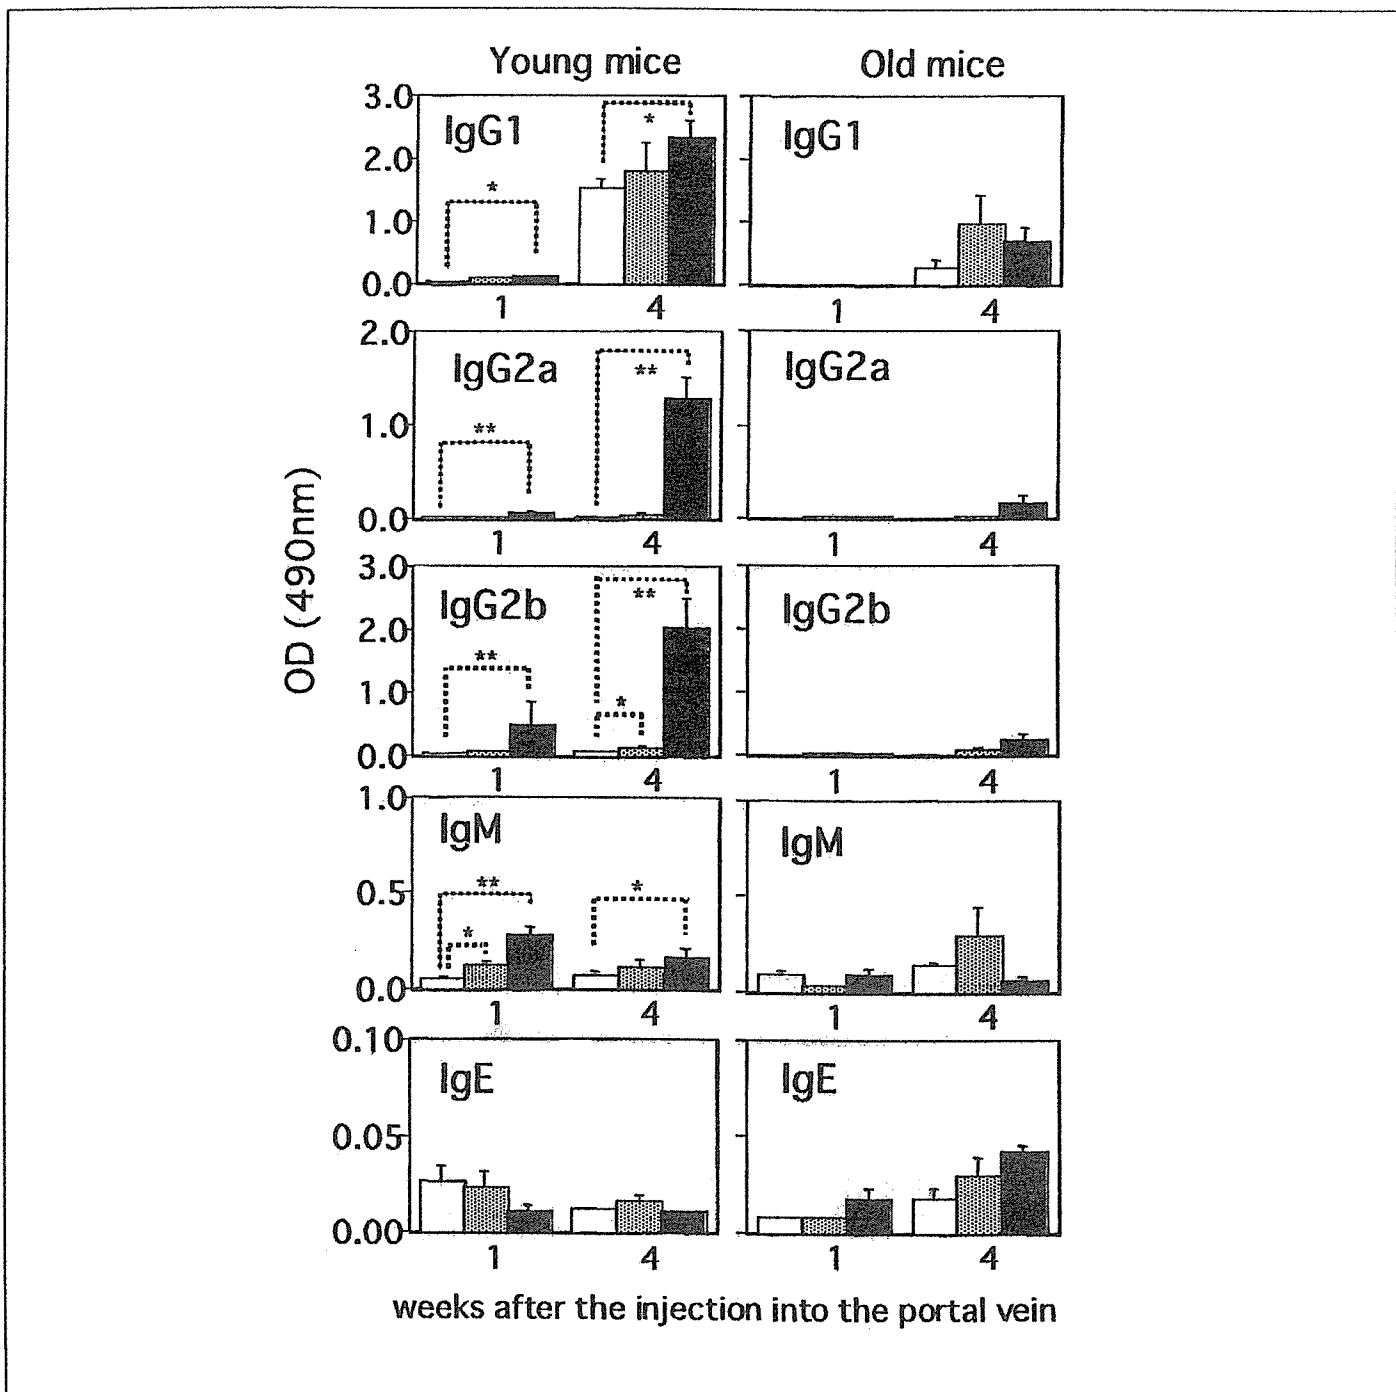 Young mice Old mice
3.0 IgG1 * * IgG1
2.0
1.0
0.0
1 4 1 4
2.0 IgG2a ** ** IgG2a
1.0
0.0
1 4 1 4
OD (490nm)
3.0 IgG2b ** ** * IgG2b
2.0
1.0
0.0
1 4 1 4
1.0 IgM ** * * IgM
0.5
0.0
1 4 1 4
0.10 IgE IgE
0.05
0.00
1 4 1 4
weeks after the injection into the portal vein